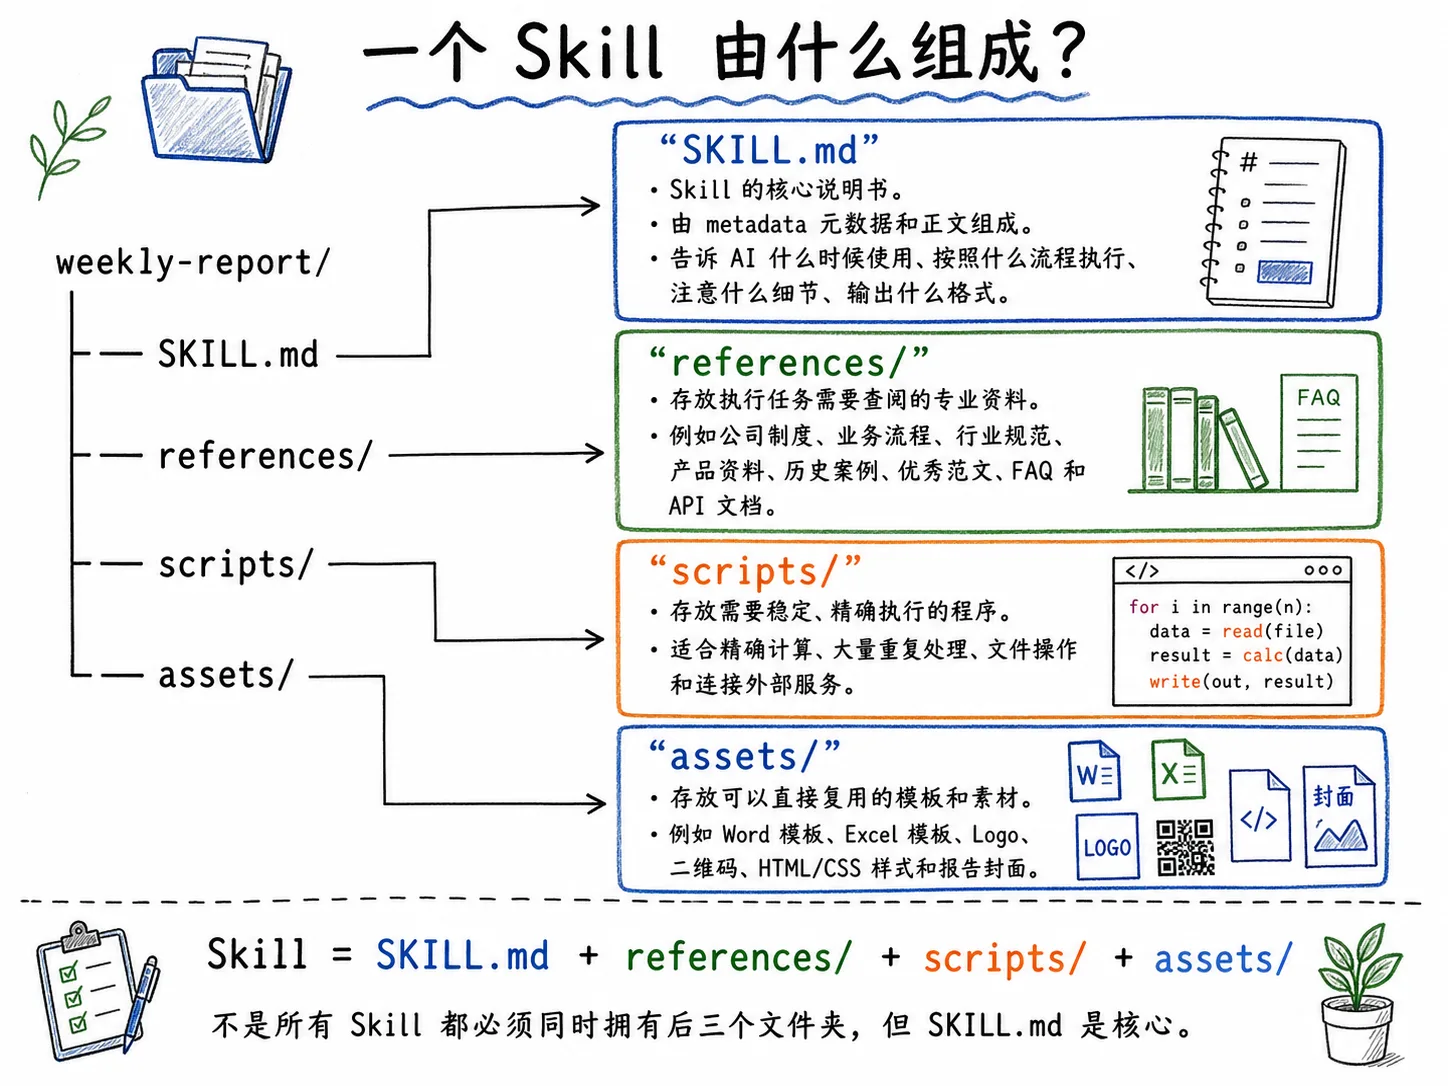 一个 Skill 由什么组成？
weekly-report/
SKILL.md
references/
scripts/
assets/
“SKILL.md”
• Skill 的核心说明书。
• 由 metadata 元数据和正文组成。
• 告诉 AI 什么时候使用、按照什么流程执行、
注意什么细节、输出什么格式。
#
“references/”
• 存放执行任务需要查阅的专业资料。
• 例如公司制度、业务流程、行业规范、
产品资料、历史案例、优秀范文、FAQ 和
API 文档。
FAQ
“scripts/”
• 存放需要稳定、精确执行的程序。
• 适合精确计算、大量重复处理、文件操作
和连接外部服务。
</>
for i in range(n):
data = read(file)
result = calc(data)
write(out, result)
“assets/”
• 存放可以直接复用的模板和素材。
• 例如 Word 模板、Excel 模板、Logo、
二维码、HTML/CSS 样式和报告封面。
W
X
LOGO
</>
封面
Skill = SKILL.md + references/ + scripts/ + assets/
不是所有 Skill 都必须同时拥有后三个文件夹，但 SKILL.md 是核心。